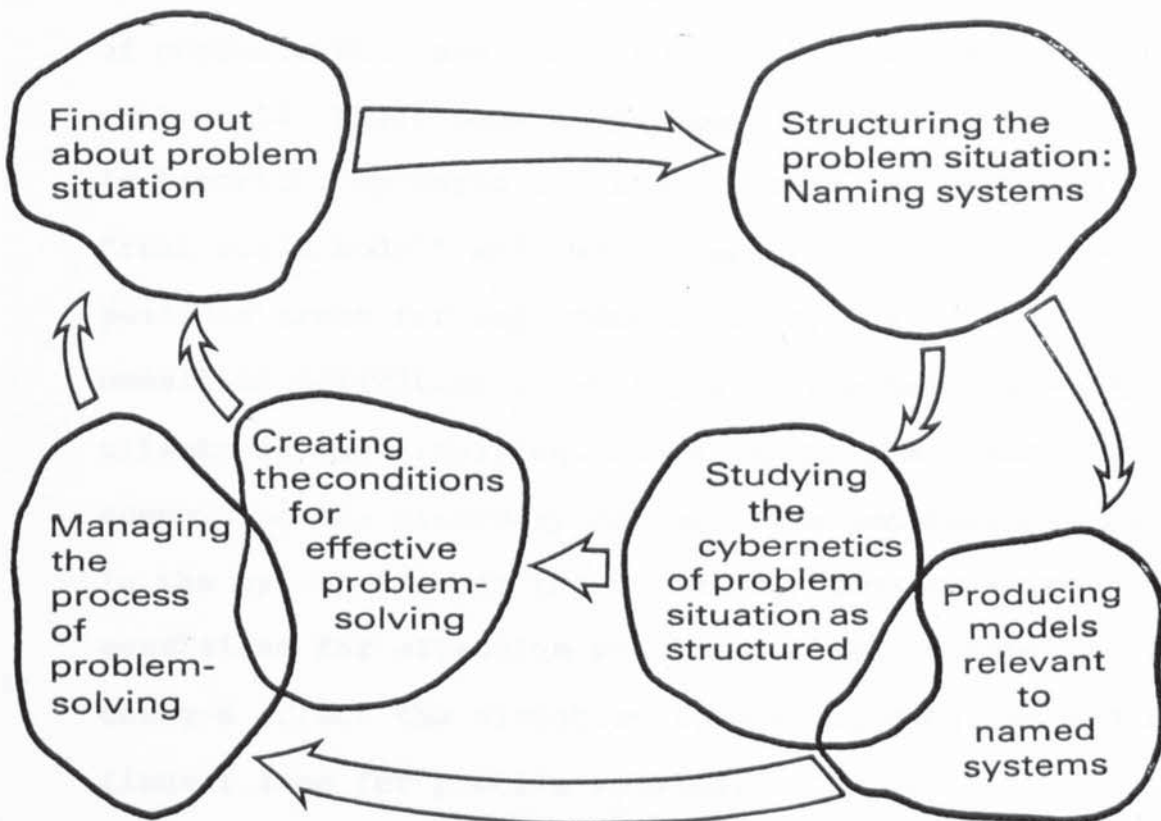 Finding out
about problem
situation
Structuring the
problem situation:
Naming systems
Creating
the conditions
for
effective
problem-
solving
Managing
the
process
of
problem-
solving
Studying
the
cybernetics
of problem
situation as
structured
Producing
models
relevant
to
named
systems